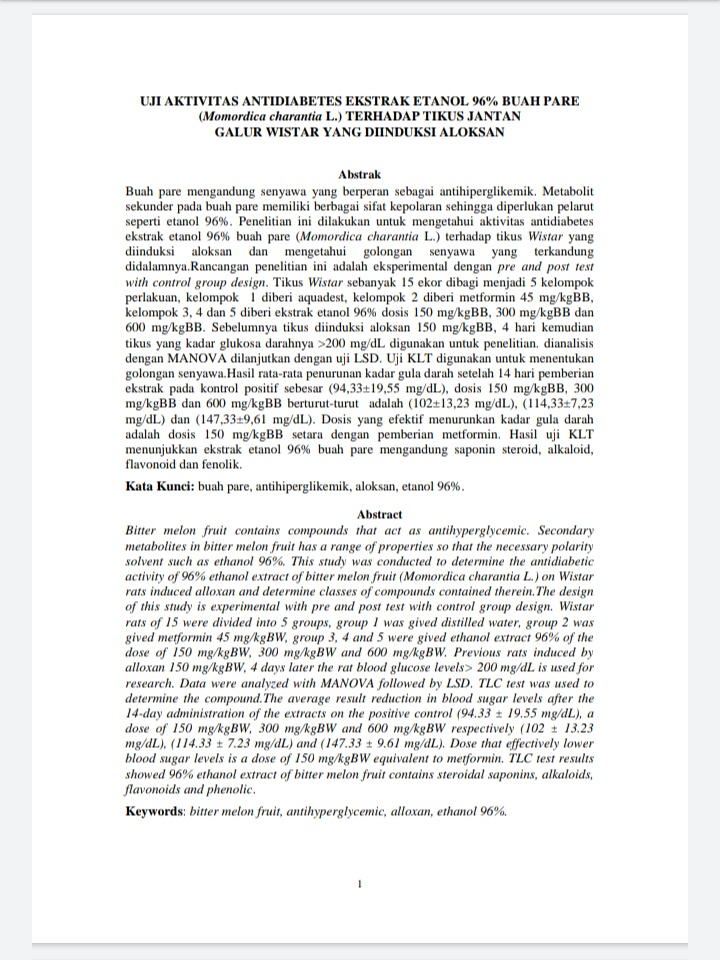 UJI AKTIVITAS ANTIDIABETES EKSTRAK ETANOL 96% BUAH PARE
(Momordica charantia L.) TERHADAP TIKUS JANTAN
GALUR WISTAR YANG DIINDUKSI ALOKSAN
Abstrak
Buah pare mengandung senyawa yang berperan sebagai antihiperglikemik. Metabolit
sekunder pada buah pare memiliki berbagai sifat kepolaran sehingga diperlukan pelarut
seperti etanol 96%. Penelitian ini dilakukan untuk mengetahui aktivitas antidiabetes
ekstrak etanol 96% buah pare (Momordica charantia L.) terhadap tikus Wistar yang
diinduksi aloksan dan mengetahui golongan senyawa yang terkandung
didalamnya.Rancangan penelitian ini adalah eksperimental dengan pre and post test
with control group design. Tikus Wistar sebanyak 15 ekor dibagi menjadi 5 kelompok
perlakuan, kelompok 1 diberi aquadest, kelompok 2 diberi metformin 45 mg/kgBB,
kelompok 3, 4 dan 5 diberi ekstrak etanol 96% dosis 150 mg/kgBB, 300 mg/kgBB dan
600 mg/kgBB. Sebelumnya tikus diinduksi aloksan 150 mg/kgBB, 4 hari kemudian
tikus yang kadar glukosa darahnya >200 mg/dL digunakan untuk penelitian. dianalisis
dengan MANOVA dilanjutkan dengan uji LSD. Uji KLT digunakan untuk menentukan
golongan senyawa.Hasil rata-rata penurunan kadar gula darah setelah 14 hari pemberian
ekstrak pada kontrol positif sebesar (94,33±19,55 mg/dL), dosis 150 mg/kgBB, 300
mg/kgBB dan 600 mg/kgBB berturut-turut adalah (102±13,23 mg/dL), (114,33±7,23
mg/dL) dan (147,33±9,61 mg/dL). Dosis yang efektif menurunkan kadar gula darah
adalah dosis 150 mg/kgBB setara dengan pemberian metformin. Hasil uji KLT
menunjukkan ekstrak etanol 96% buah pare mengandung saponin steroid, alkaloid,
flavonoid dan fenolik.
Kata Kunci: buah pare, antihiperglikemik, aloksan, etanol 96%.
Abstract
Bitter melon fruit contains compounds that act as antihyperglycemic. Secondary
metabolites in bitter melon fruit has a range of properties so that the necessary polarity
solvent such as ethanol 96%. This study was conducted to determine the antidiabetic
activity of 96% ethanol extract of bitter melon fruit (Momordica charantia L.) on Wistar
rats induced alloxan and determine classes of compounds contained therein.The design
of this study is experimental with pre and post test with control group design. Wistar
rats of 15 were divided into 5 groups, group 1 was gived distilled water, group 2 was
gived metformin 45 mg/kgBW, group 3, 4 and 5 were gived ethanol extract 96% of the
dose of 150 mg/kgBW, 300 mg/kgBW and 600 mg/kgBW. Previous rats induced by
alloxan 150 mg/kgBW, 4 days later the rat blood glucose levels> 200 mg/dL is used for
research. Data were analyzed with MANOVA followed by LSD. TLC test was used to
determine the compound.The average result reduction in blood sugar levels after the
14-day administration of the extracts on the positive control (94.33 ± 19.55 mg/dL), a
dose of 150 mg/kgBW, 300 mg/kgBW and 600 mg/kgBW respectively (102 ± 13.23
mg/dL), (114.33 ± 7.23 mg/dL) and (147.33 ± 9.61 mg/dL). Dose that effectively lower
blood sugar levels is a dose of 150 mg/kgBW equivalent to metformin. TLC test results
showed 96% ethanol extract of bitter melon fruit contains steroidal saponins, alkaloids,
flavonoids and phenolic.
Keywords: bitter melon fruit, antihyperglycemic, alloxan, ethanol 96%.
1